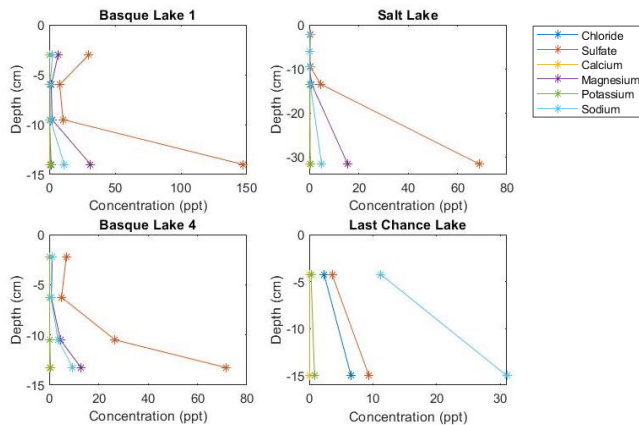 Basque Lake 1
0
-5
-10
-15
Depth (cm)
0 50 100 150
Concentration (ppt)
Salt Lake
0
-10
-20
-30
Depth (cm)
0 20 40 60 80
Concentration (ppt)
Chloride
Sulfate
Calcium
Magnesium
Potassium
Sodium
Basque Lake 4
0
-5
-10
-15
Depth (cm)
0 20 40 60 80
Concentration (ppt)
Last Chance Lake
0
-5
-10
-15
Depth (cm)
0 10 20 30
Concentration (ppt)